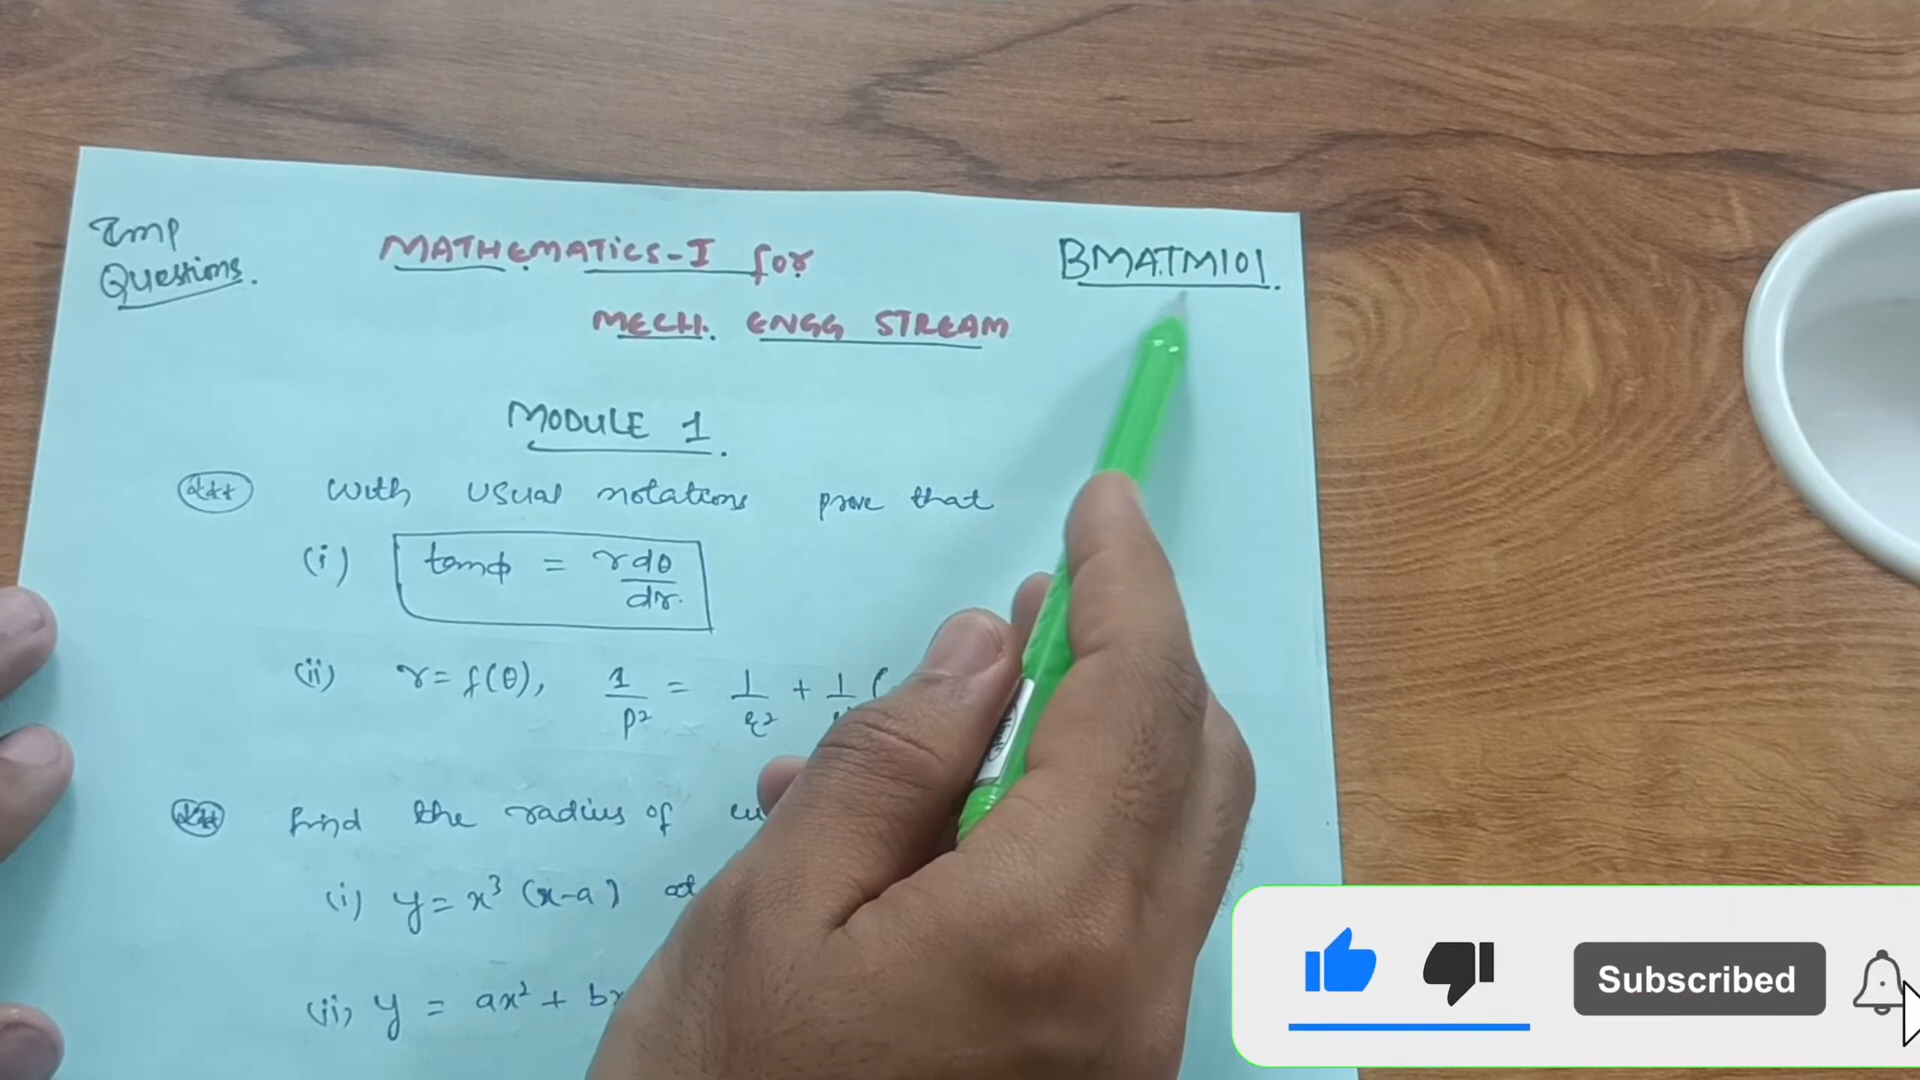 Imp
Questions.
MATHEMATICS-I for
MECH. ENGG STREAM
BMATM101.
MODULE 1.
*** with usual notations prove that
(i) tanφ = r dθ/dr.
(ii) r = f(θ), 1/p² = 1/r² + 1/
*** find the radius of
(i) y = x³ (x-a) at
(ii) y = ax² +
Subscribed